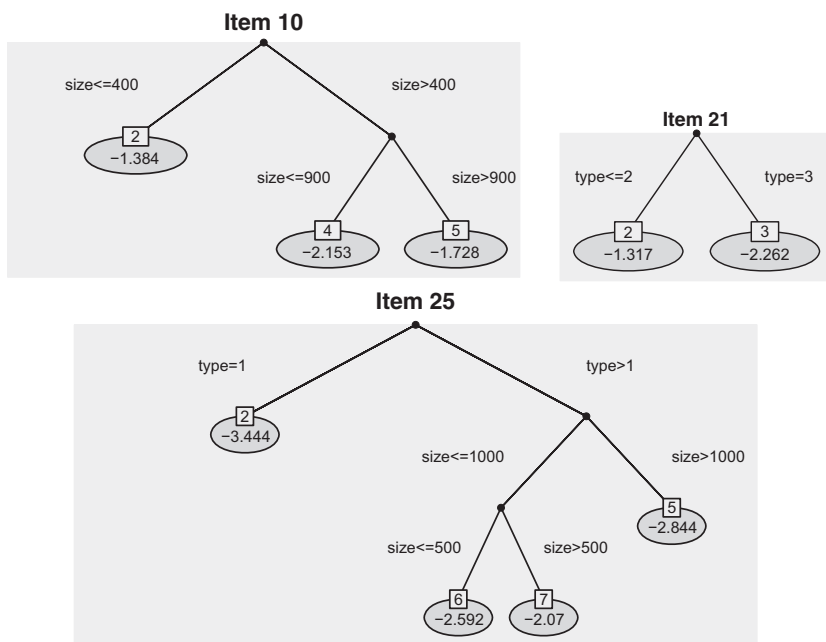 Item 10
size<=400
size>400
2
−1.384
size<=900
size>900
4
−2.153
5
−1.728
Item 21
type<=2
type=3
2
−1.317
3
−2.262
Item 25
type=1
type>1
2
−3.444
size<=1000
size>1000
5
−2.844
size<=500
size>500
6
−2.592
7
−2.07